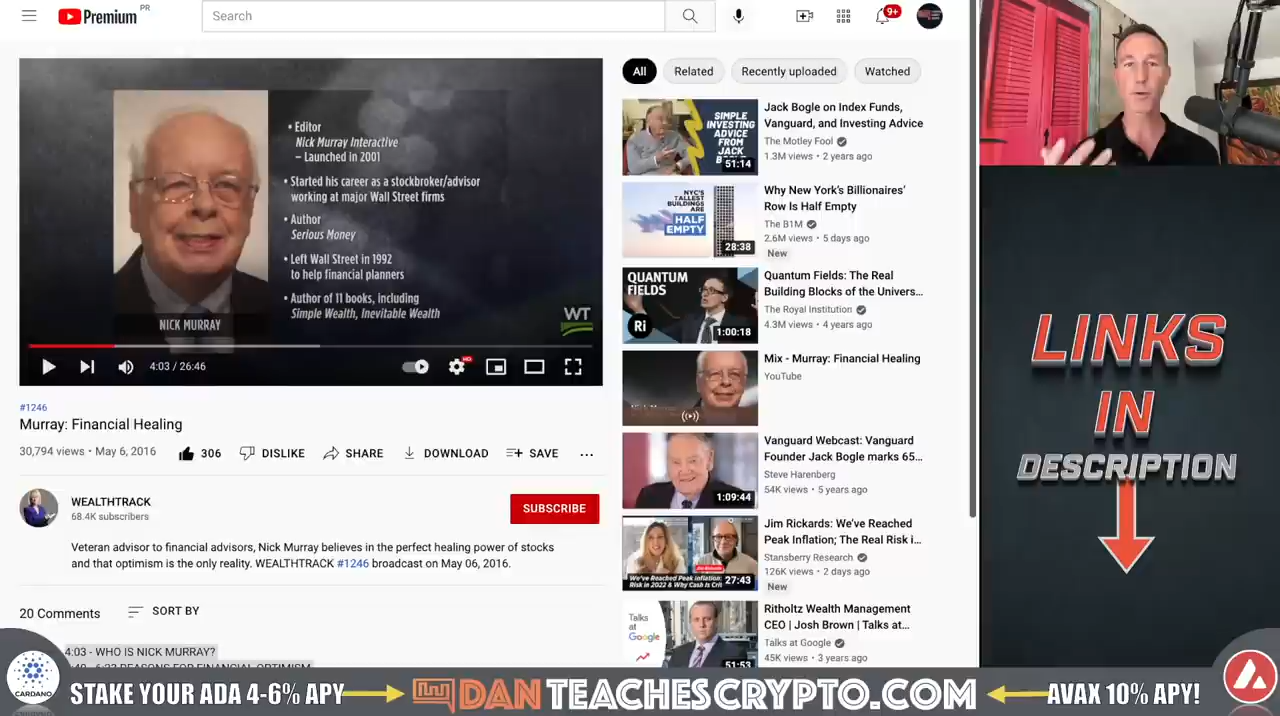 Premium PR
Search
9+
• Editor
Nick Murray Interactive
– Launched in 2001
• Started his career as a stockbroker/advisor
working at major Wall Street firms
• Author
Serious Money
• Left Wall Street in 1992
to help financial planners
• Author of 11 books, including
Simple Wealth, Inevitable Wealth
NICK MURRAY
WT
4:03 / 26:46
HD
#1246
Murray: Financial Healing
30,794 views • May 6, 2016
306
DISLIKE
SHARE
DOWNLOAD
SAVE
WEALTHTRACK
68.4K subscribers
SUBSCRIBE
Veteran advisor to financial advisors, Nick Murray believes in the perfect healing power of stocks
and that optimism is the only reality. WEALTHTRACK #1246 broadcast on May 06, 2016.
20 Comments
SORT BY
4:03 - WHO IS NICK MURRAY?
All
Related
Recently uploaded
Watched
SIMPLE
INVESTING
ADVICE
FROM
JACK
51:14
Jack Bogle on Index Funds,
Vanguard, and Investing Advice
The Motley Fool
1.3M views • 2 years ago
NYC'S
TALLEST
BUILDINGS
ARE
HALF
EMPTY
28:38
Why New York's Billionaires'
Row Is Half Empty
The B1M
2.6M views • 5 days ago
New
QUANTUM
FIELDS
Ri
1:00:18
Quantum Fields: The Real
Building Blocks of the Univers...
The Royal Institution
4.3M views • 4 years ago
Mix - Murray: Financial Healing
YouTube
1:09:44
Vanguard Webcast: Vanguard
Founder Jack Bogle marks 65...
Steve Harenberg
54K views • 5 years ago
We've Reached Peak Inflation;
Risk in 2022 & Why Cash Is Cri
27:43
Jim Rickards: We've Reached
Peak Inflation; The Real Risk i...
Stansberry Research
126K views • 2 days ago
New
Talks
at
Google
51:53
Ritholtz Wealth Management
CEO | Josh Brown | Talks at...
Talks at Google
45K views • 3 years ago
LINKS
IN
DESCRIPTION
CARDANO
STAKE YOUR ADA 4-6% APY
DANTEACHESCRYPTO.COM
AVAX 10% APY!